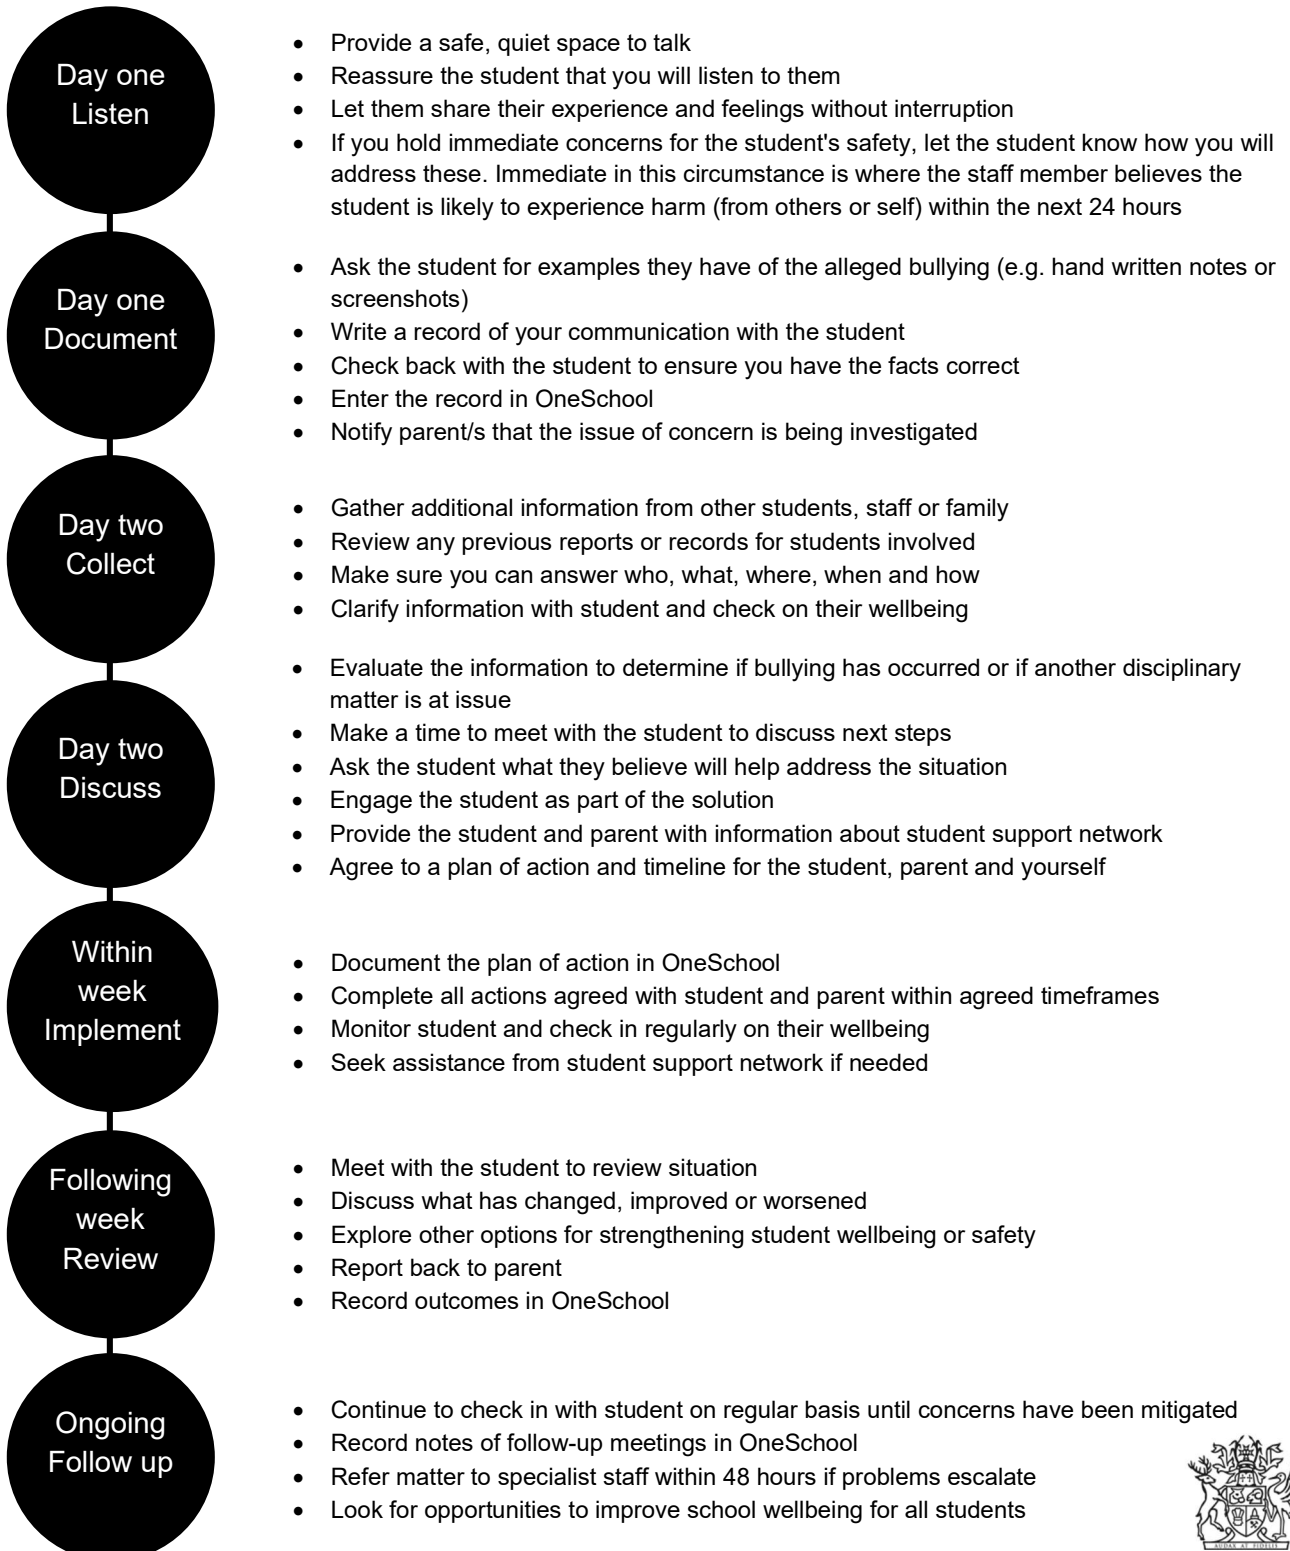 Day one
Listen
• Provide a safe, quiet space to talk
• Reassure the student that you will listen to them
• Let them share their experience and feelings without interruption
• If you hold immediate concerns for the student's safety, let the student know how you will
address these. Immediate in this circumstance is where the staff member believes the
student is likely to experience harm (from others or self) within the next 24 hours
Day one
Document
• Ask the student for examples they have of the alleged bullying (e.g. hand written notes or
screenshots)
• Write a record of your communication with the student
• Check back with the student to ensure you have the facts correct
• Enter the record in OneSchool
• Notify parent/s that the issue of concern is being investigated
Day two
Collect
• Gather additional information from other students, staff or family
• Review any previous reports or records for students involved
• Make sure you can answer who, what, where, when and how
• Clarify information with student and check on their wellbeing
Day two
Discuss
• Evaluate the information to determine if bullying has occurred or if another disciplinary
matter is at issue
• Make a time to meet with the student to discuss next steps
• Ask the student what they believe will help address the situation
• Engage the student as part of the solution
• Provide the student and parent with information about student support network
• Agree to a plan of action and timeline for the student, parent and yourself
Within
week
Implement
• Document the plan of action in OneSchool
• Complete all actions agreed with student and parent within agreed timeframes
• Monitor student and check in regularly on their wellbeing
• Seek assistance from student support network if needed
Following
week
Review
• Meet with the student to review situation
• Discuss what has changed, improved or worsened
• Explore other options for strengthening student wellbeing or safety
• Report back to parent
• Record outcomes in OneSchool
Ongoing
Follow up
• Continue to check in with student on regular basis until concerns have been mitigated
• Record notes of follow-up meetings in OneSchool
• Refer matter to specialist staff within 48 hours if problems escalate
• Look for opportunities to improve school wellbeing for all students
AUDAX AT FIDELIS